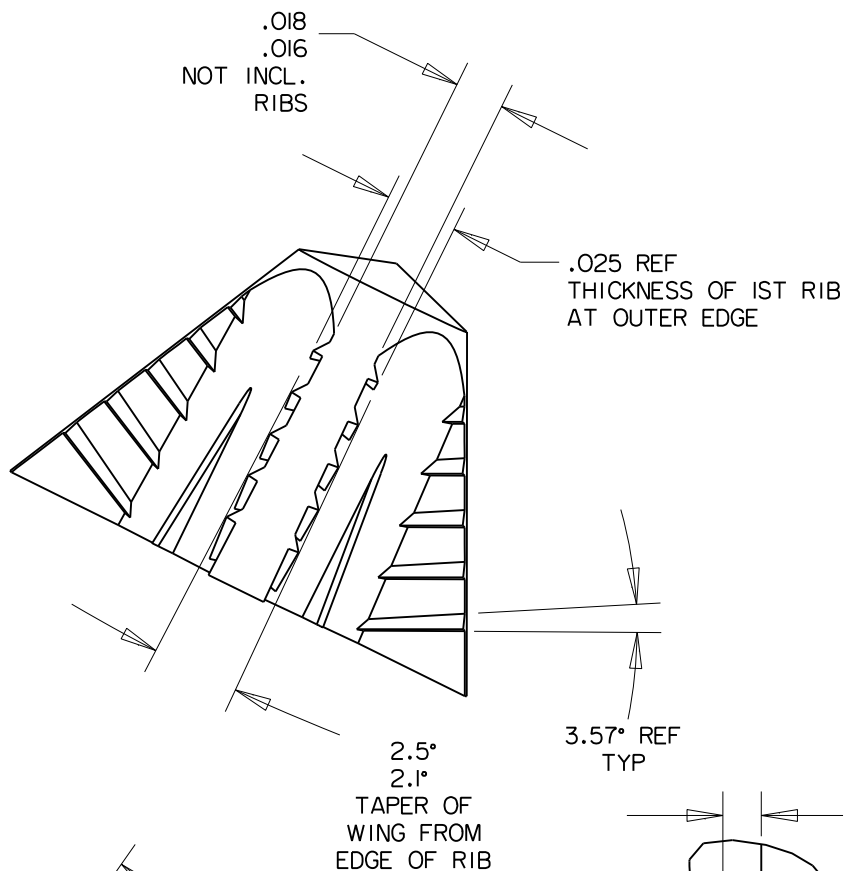 .018
.016
NOT INCL.
RIBS
.025 REF
THICKNESS OF 1ST RIB
AT OUTER EDGE
3.57° REF
TYP
2.5°
2.1°
TAPER OF
WING FROM
EDGE OF RIB